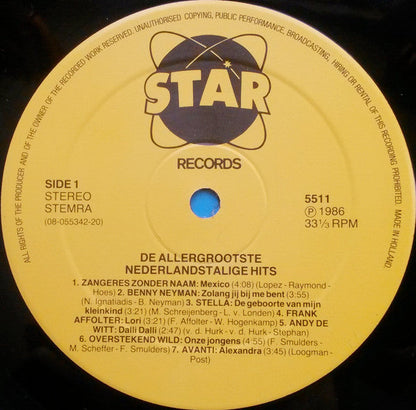 ALL RIGHTS OF THE PRODUCER AND OF THE OWNER OF THE RECORDED WORK RESERVED. UNAUTHORISED COPYING, PUBLIC PERFORMANCE, BROADCASTING, HIRING OR RENTAL OF THIS RECORDING PROHIBITED. MADE IN HOLLAND
STAR
RECORDS
SIDE 1
STEREO
STEMRA
(08-055342-20)
5511
Ⓟ 1986
33⅓ RPM
DE ALLERGROOTSTE
NEDERLANDSTALIGE HITS
1. ZANGERES ZONDER NAAM: Mexico (4:08) (Lopez - Raymond -
Hoes) 2. BENNY NEYMAN: Zolang jij bij me bent (3:55)
(N. Ignatiadis - B. Neyman) 3. STELLA: De geboorte van mijn
kleinkind (3:21) (M. Schreijenberg - L. v. Londen) 4. FRANK
AFFOLTER: Lori (3:21) (F. Affolter - W. Hogenkamp) 5. ANDY DE
WITT: Daili Dalli (2:31) (v. d. Hurk - v. d. Hurk - Stephan)
6. OVERSTEKEND WILD: Onze jongens (4:55) (F. Smulders -
M. Scheffer - F. Smulders) 7. AVANTI: Alexandra (3:45) (Loogman -
Post)